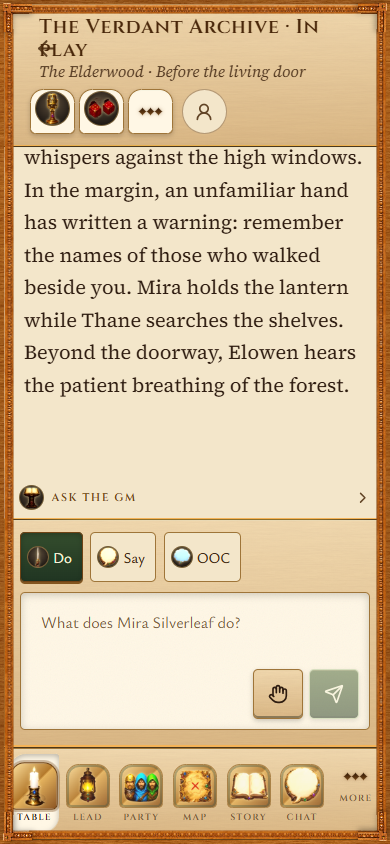 The Verdant Archive · In
Play
The Elderwood · Before the living door
whispers against the high windows.
In the margin, an unfamiliar hand
has written a warning: remember
the names of those who walked
beside you. Mira holds the lantern
while Thane searches the shelves.
Beyond the doorway, Elowen hears
the patient breathing of the forest.
ASK THE GM
Do Say OOC
What does Mira Silverleaf do?
TABLE LEAD PARTY MAP STORY CHAT MORE